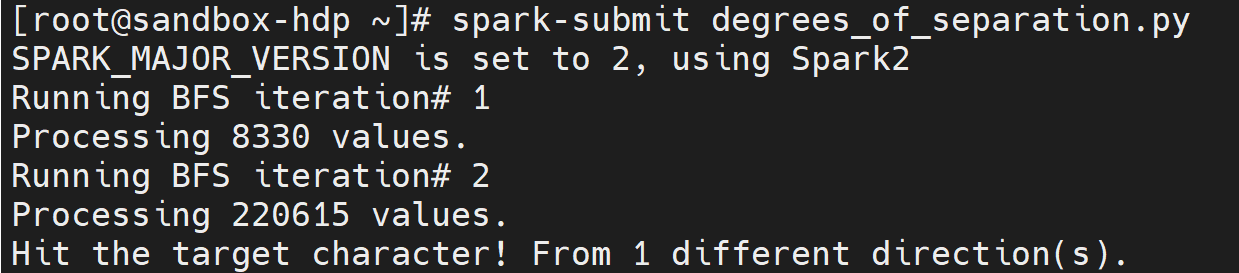 [root@sandbox-hdp ~]# spark-submit degrees_of_separation.py
SPARK_MAJOR_VERSION is set to 2, using Spark2
Running BFS iteration# 1
Processing 8330 values.
Running BFS iteration# 2
Processing 220615 values.
Hit the target character! From 1 different direction(s).